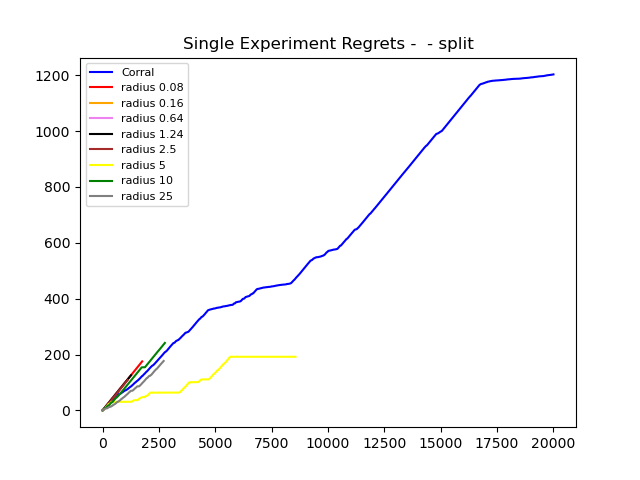 Single Experiment Regrets -  - split
Corral
radius 0.08
radius 0.16
radius 0.64
radius 1.24
radius 2.5
radius 5
radius 10
radius 25
1200
1000
800
600
400
200
0
0 2500 5000 7500 10000 12500 15000 17500 20000